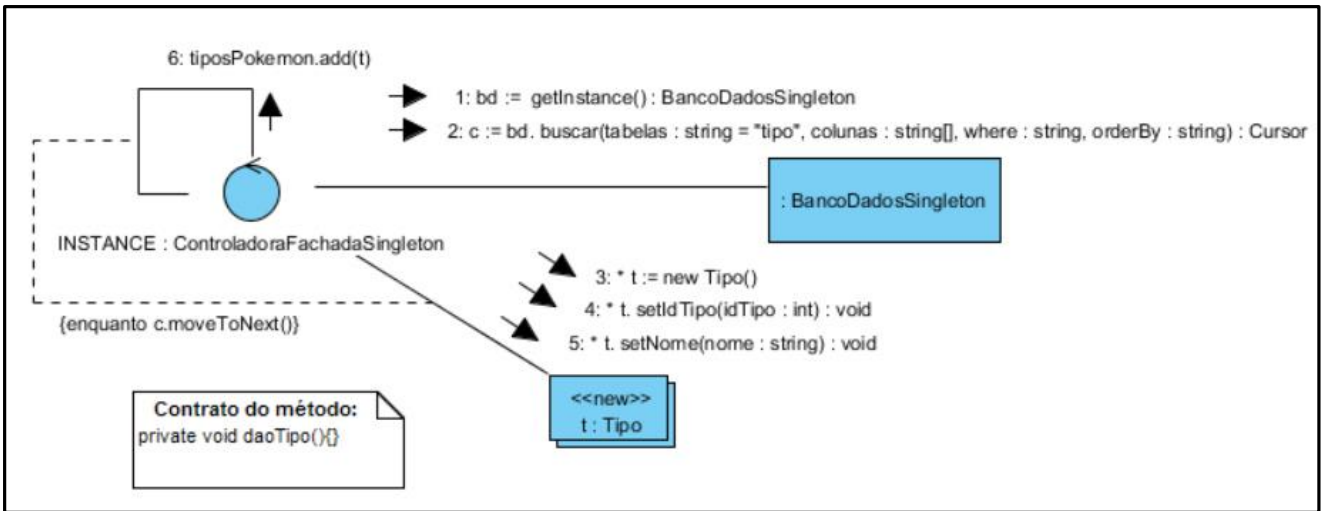 6: tiposPokemon.add(t)
1: bd := getInstance() : BancoDadosSingleton
2: c := bd. buscar(tabelas : string = "tipo", colunas : string[], where : string, orderBy : string) : Cursor
: BancoDadosSingleton
INSTANCE : ControladoraFachadaSingleton
3: * t := new Tipo()
4: * t. setIdTipo(idTipo : int) : void
5: * t. setNome(nome : string) : void
{enquanto c.moveToNext()}
<<new>>
t : Tipo
Contrato do método:
private void daoTipo(){}